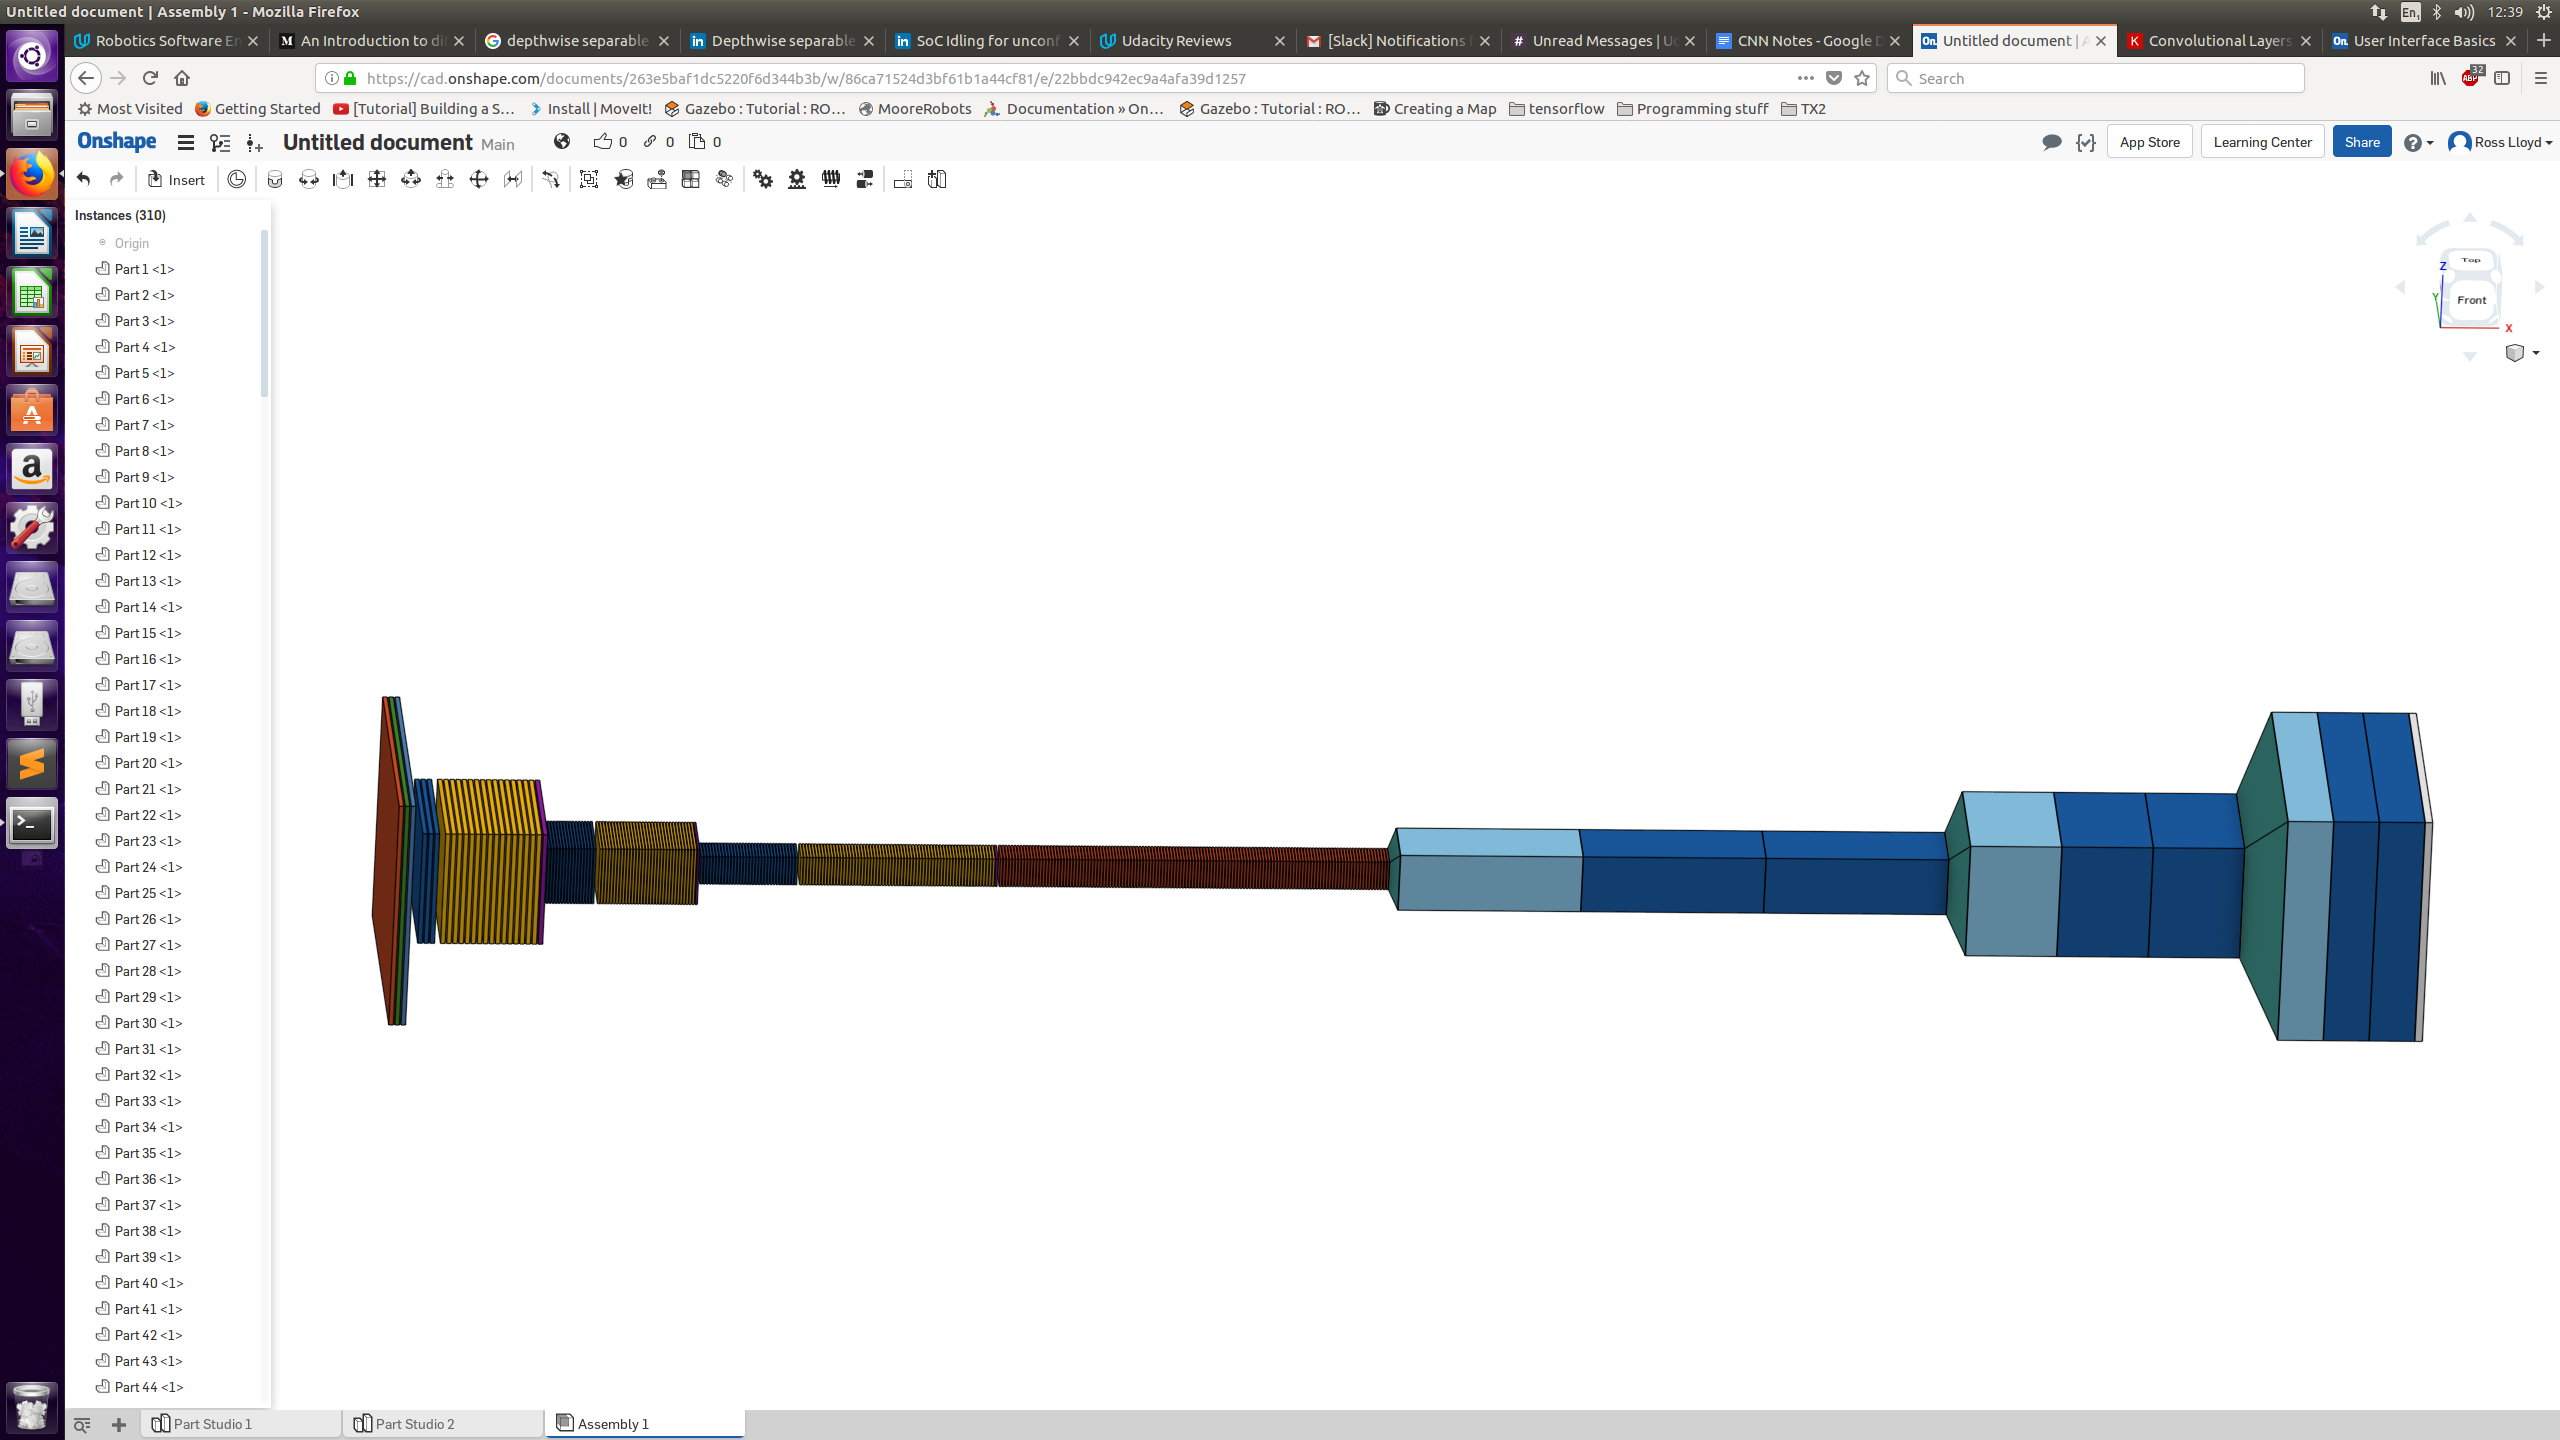 Untitled document | Assembly 1 - Mozilla Firefox
En 12:39
Robotics Software En
An Introduction to di
depthwise separable
Depthwise separable
SoC Idling for unconf
Udacity Reviews
[Slack] Notifications f
Unread Messages | U
CNN Notes - Google D
Untitled document | A
Convolutional Layers
User Interface Basics
https://cad.onshape.com/documents/263e5baf1dc5220f6d344b3b/w/86ca71524d3bf61b1a44cf81/e/22bbdc942ec9a4afa39d1257
Search
32
Most Visited
Getting Started
[Tutorial] Building a S...
Install | MoveIt!
Gazebo : Tutorial : RO...
MooreRobots
Documentation » On...
Gazebo : Tutorial : RO...
Creating a Map
tensorflow
Programming stuff
TX2
Onshape
Untitled document Main
0 0 0
App Store
Learning Center
Share
Ross Lloyd
Insert
Instances (310)
Origin
Part 1 <1>
Part 2 <1>
Part 3 <1>
Part 4 <1>
Part 5 <1>
Part 6 <1>
Part 7 <1>
Part 8 <1>
Part 9 <1>
Part 10 <1>
Part 11 <1>
Part 12 <1>
Part 13 <1>
Part 14 <1>
Part 15 <1>
Part 16 <1>
Part 17 <1>
Part 18 <1>
Part 19 <1>
Part 20 <1>
Part 21 <1>
Part 22 <1>
Part 23 <1>
Part 24 <1>
Part 25 <1>
Part 26 <1>
Part 27 <1>
Part 28 <1>
Part 29 <1>
Part 30 <1>
Part 31 <1>
Part 32 <1>
Part 33 <1>
Part 34 <1>
Part 35 <1>
Part 36 <1>
Part 37 <1>
Part 38 <1>
Part 39 <1>
Part 40 <1>
Part 41 <1>
Part 42 <1>
Part 43 <1>
Part 44 <1>
Top
Front
Z
Y
X
Part Studio 1
Part Studio 2
Assembly 1